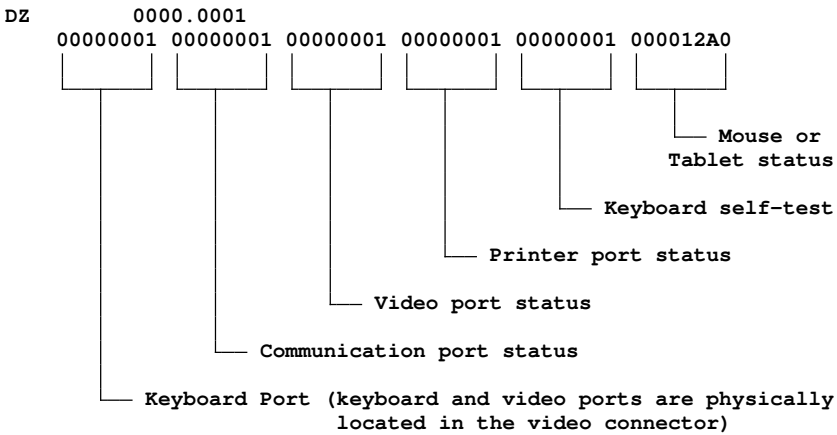 DZ 0000.0001
00000001 00000001 00000001 00000001 00000001 000012A0
Mouse or
Tablet status
Keyboard self-test
Printer port status
Video port status
Communication port status
Keyboard Port (keyboard and video ports are physically
located in the video connector)